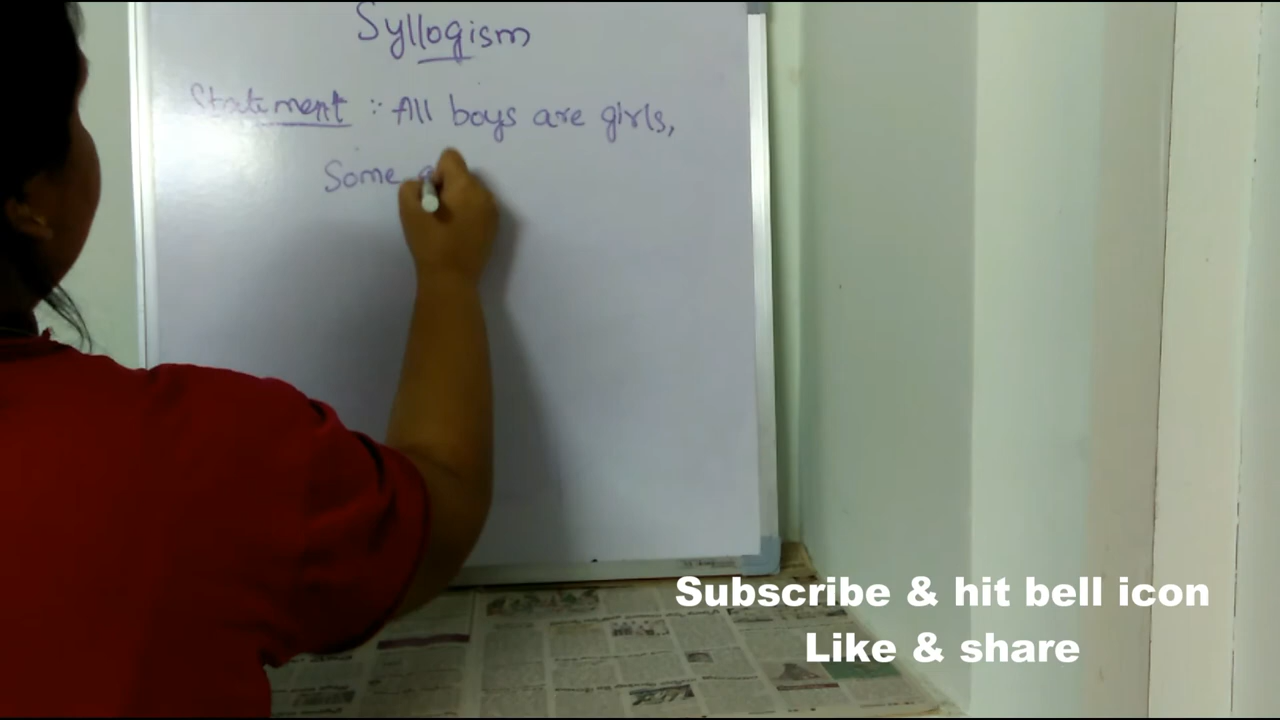 Syllogism
Statement :- All boys are girls,
Some
Subscribe & hit bell icon
Like & share